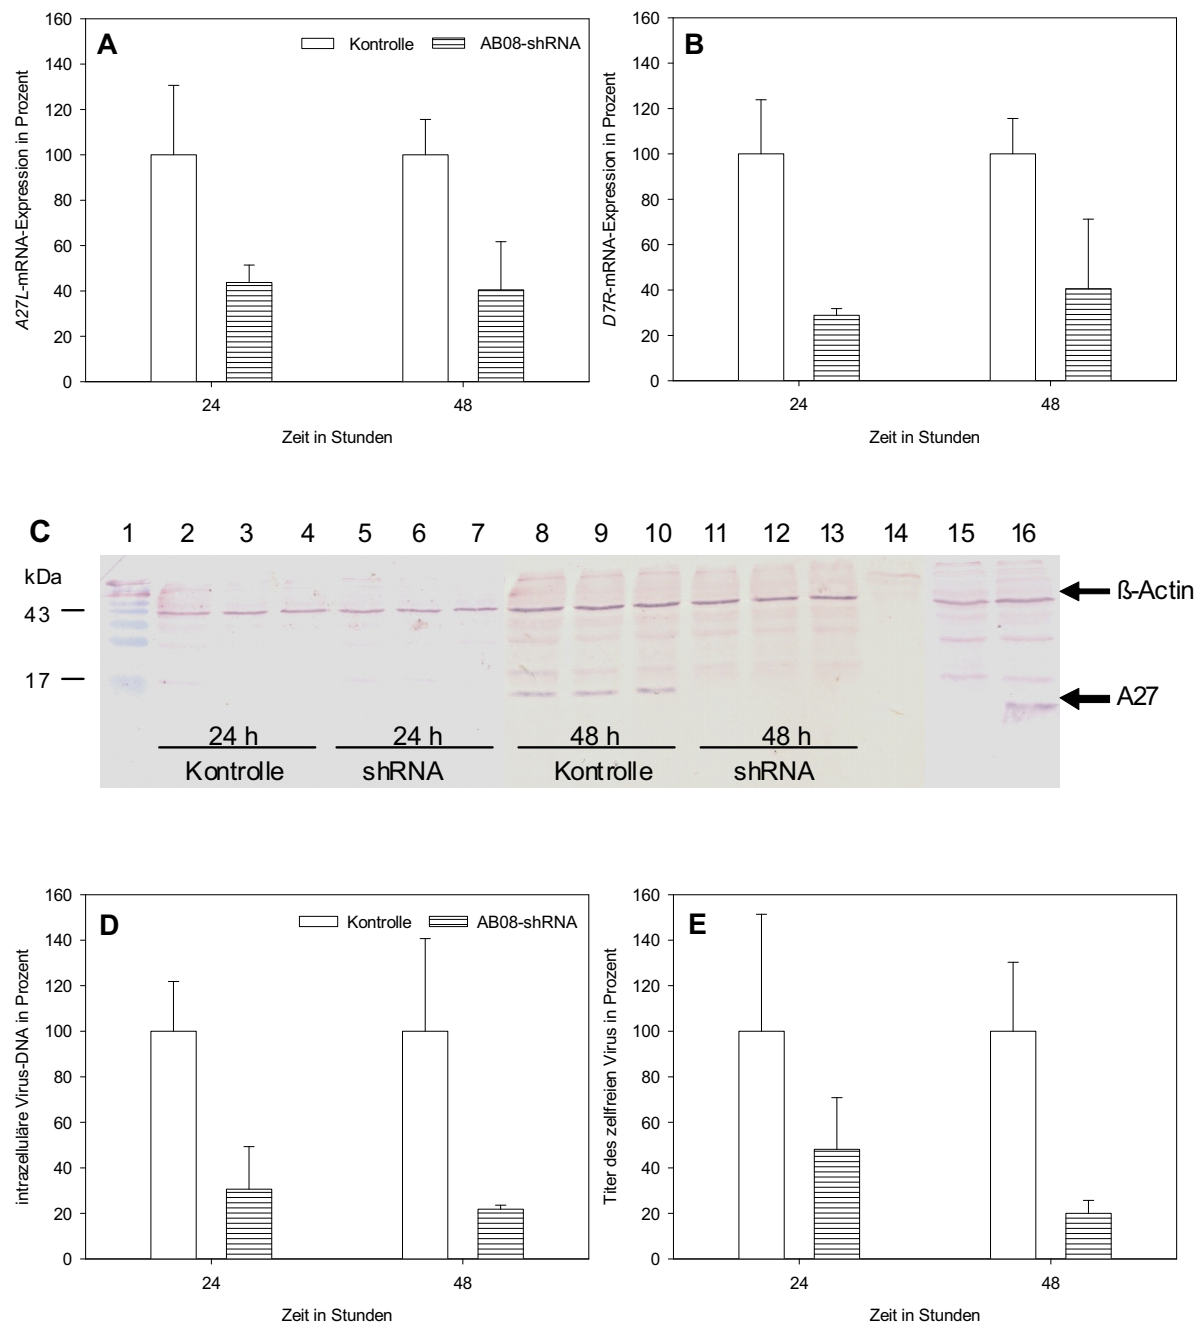 A
Kontrolle
AB08-shRNA
160
140
120
100
80
60
40
20
0
A27L-mRNA-Expression in Prozent
24
48
Zeit in Stunden
B
160
140
120
100
80
60
40
20
0
D7R-mRNA-Expression in Prozent
24
48
Zeit in Stunden
C
1 2 3 4 5 6 7 8 9 10 11 12 13 14 15 16
kDa
43
17
ß-Actin
A27
24 h 24 h 48 h 48 h
Kontrolle shRNA Kontrolle shRNA
D
Kontrolle
AB08-shRNA
160
140
120
100
80
60
40
20
0
intrazelluläre Virus-DNA in Prozent
24
48
Zeit in Stunden
E
160
140
120
100
80
60
40
20
0
Titer des zellfreien Virus in Prozent
24
48
Zeit in Stunden